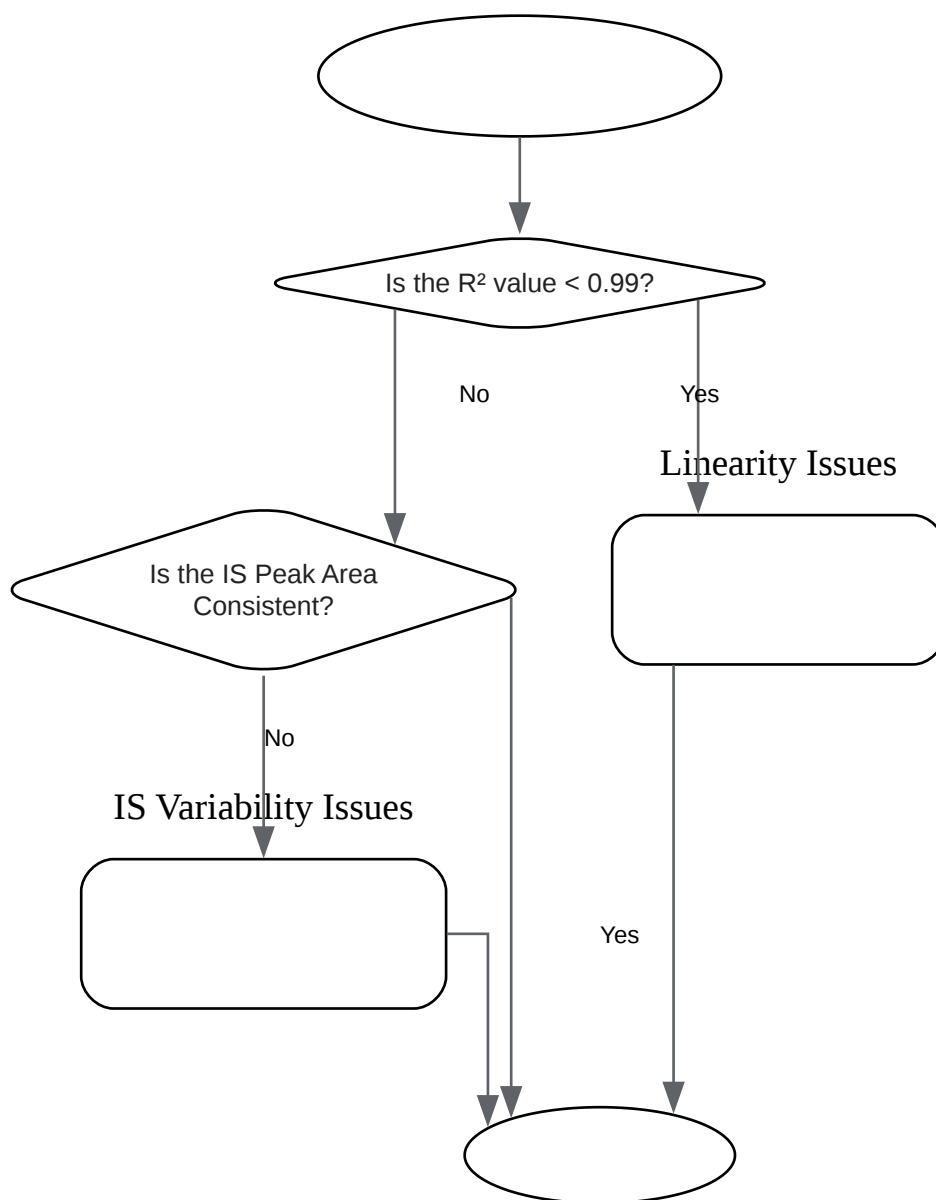 Is the R² value < 0.99?
No
Yes
Linearity Issues
Is the IS Peak Area
Consistent?
No
IS Variability Issues
Yes